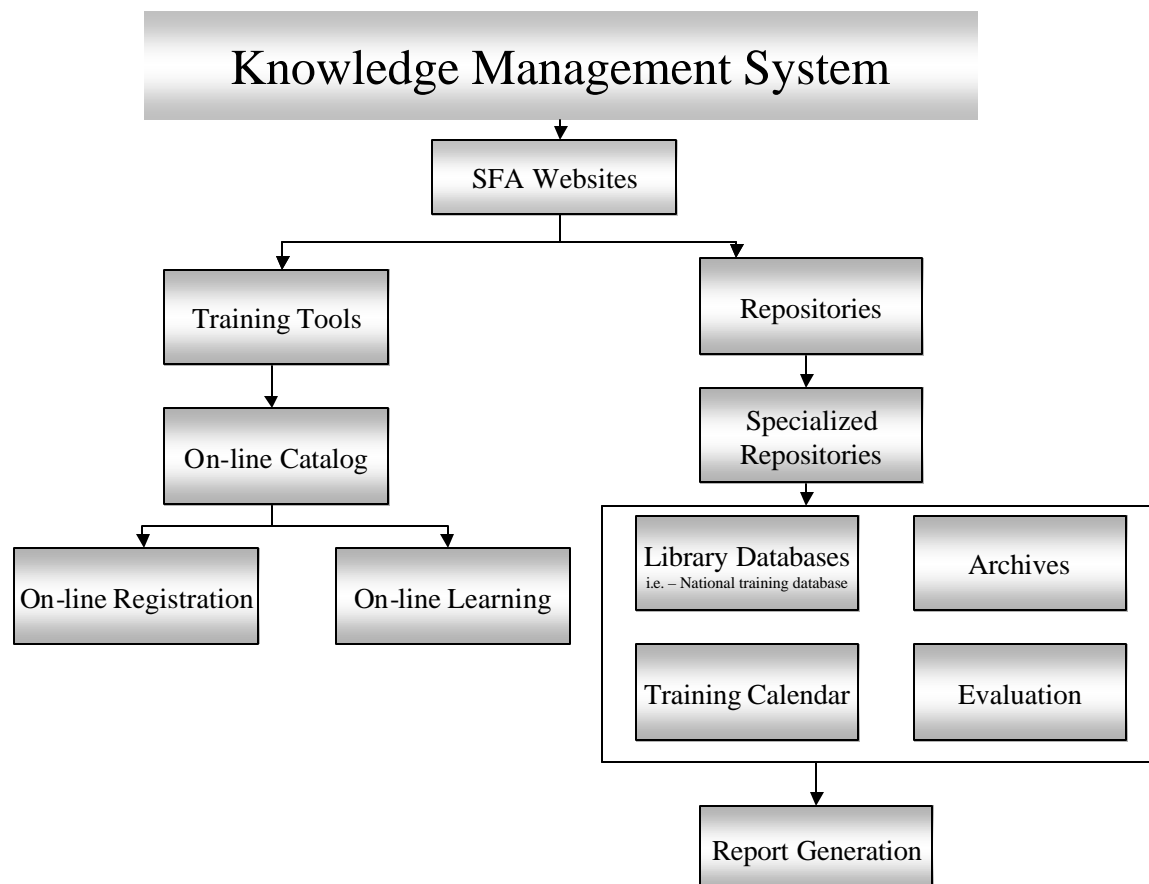 Knowledge Management System
SFA Websites
Training Tools
Repositories
On-line Catalog
Specialized
Repositories
On-line Registration
On-line Learning
Library Databases
i.e. – National training database
Archives
Training Calendar
Evaluation
Report Generation